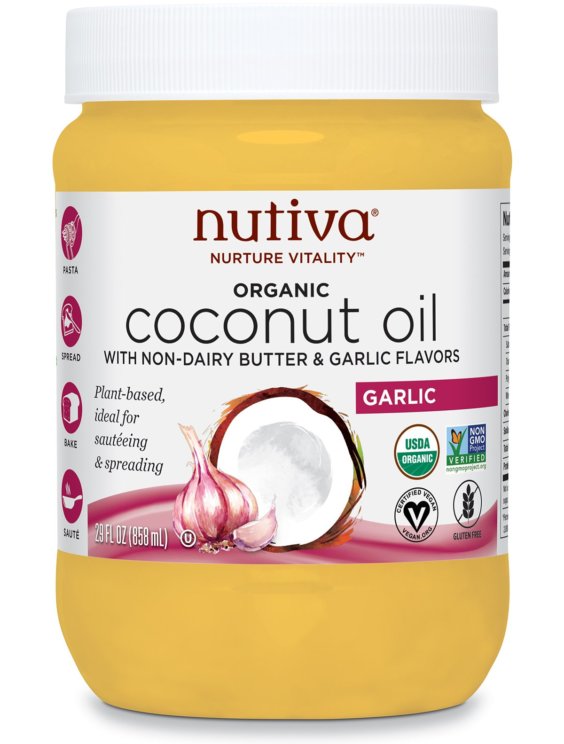 nutiva®
NURTURE VITALITY™
ORGANIC
coconut oil
WITH NON-DAIRY BUTTER & GARLIC FLAVORS
GARLIC
Plant-based,
ideal for
sautéeing
& spreading
PASTA
SPREAD
BAKE
SAUTÉ
USDA
ORGANIC
NON
GMO
Project
VERIFIED
nongmoproject.org
CERTIFIED VEGAN
VEGAN.ORG
GLUTEN FREE
29 FL OZ (858 mL)
U